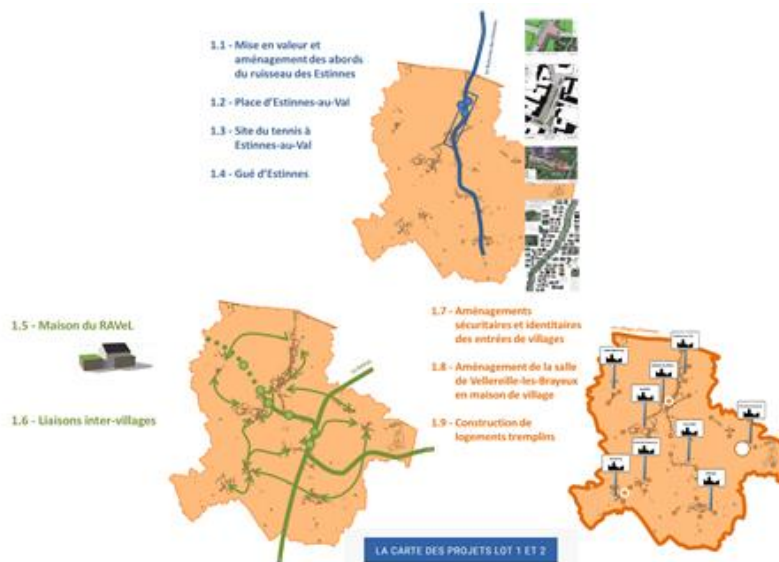 1.1 - Mise en valeur et
aménagement des abords
du ruisseau des Estinnes
1.2 - Place d'Estinnes-au-Val
1.3 - Site du tennis à
Estinnes-au-Val
1.4 - Gué d'Estinnes
1.5 - Maison du RAVeL
1.6 - Liaisons inter-villages
1.7 - Aménagements
sécuritaires et identitaires
des entrées de villages
1.8 - Aménagement de la salle
de Vellereille-les-Brayeux
en maison de village
1.9 - Construction de
logements tremplins
LA CARTE DES PROJETS LOT 1 ET 2